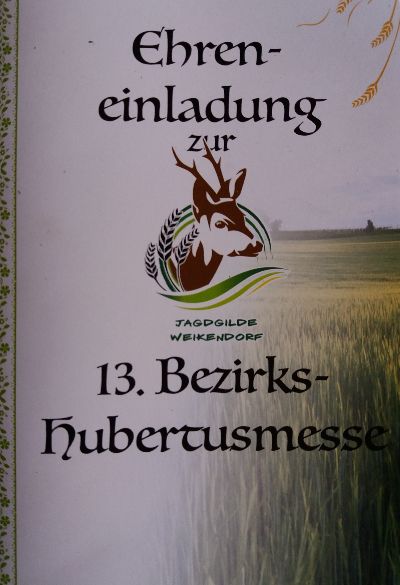 Ehren-
einladung
zur
JAGDGILDE
WEIKENDORF
13. Bezirks-
Hubertusmesse